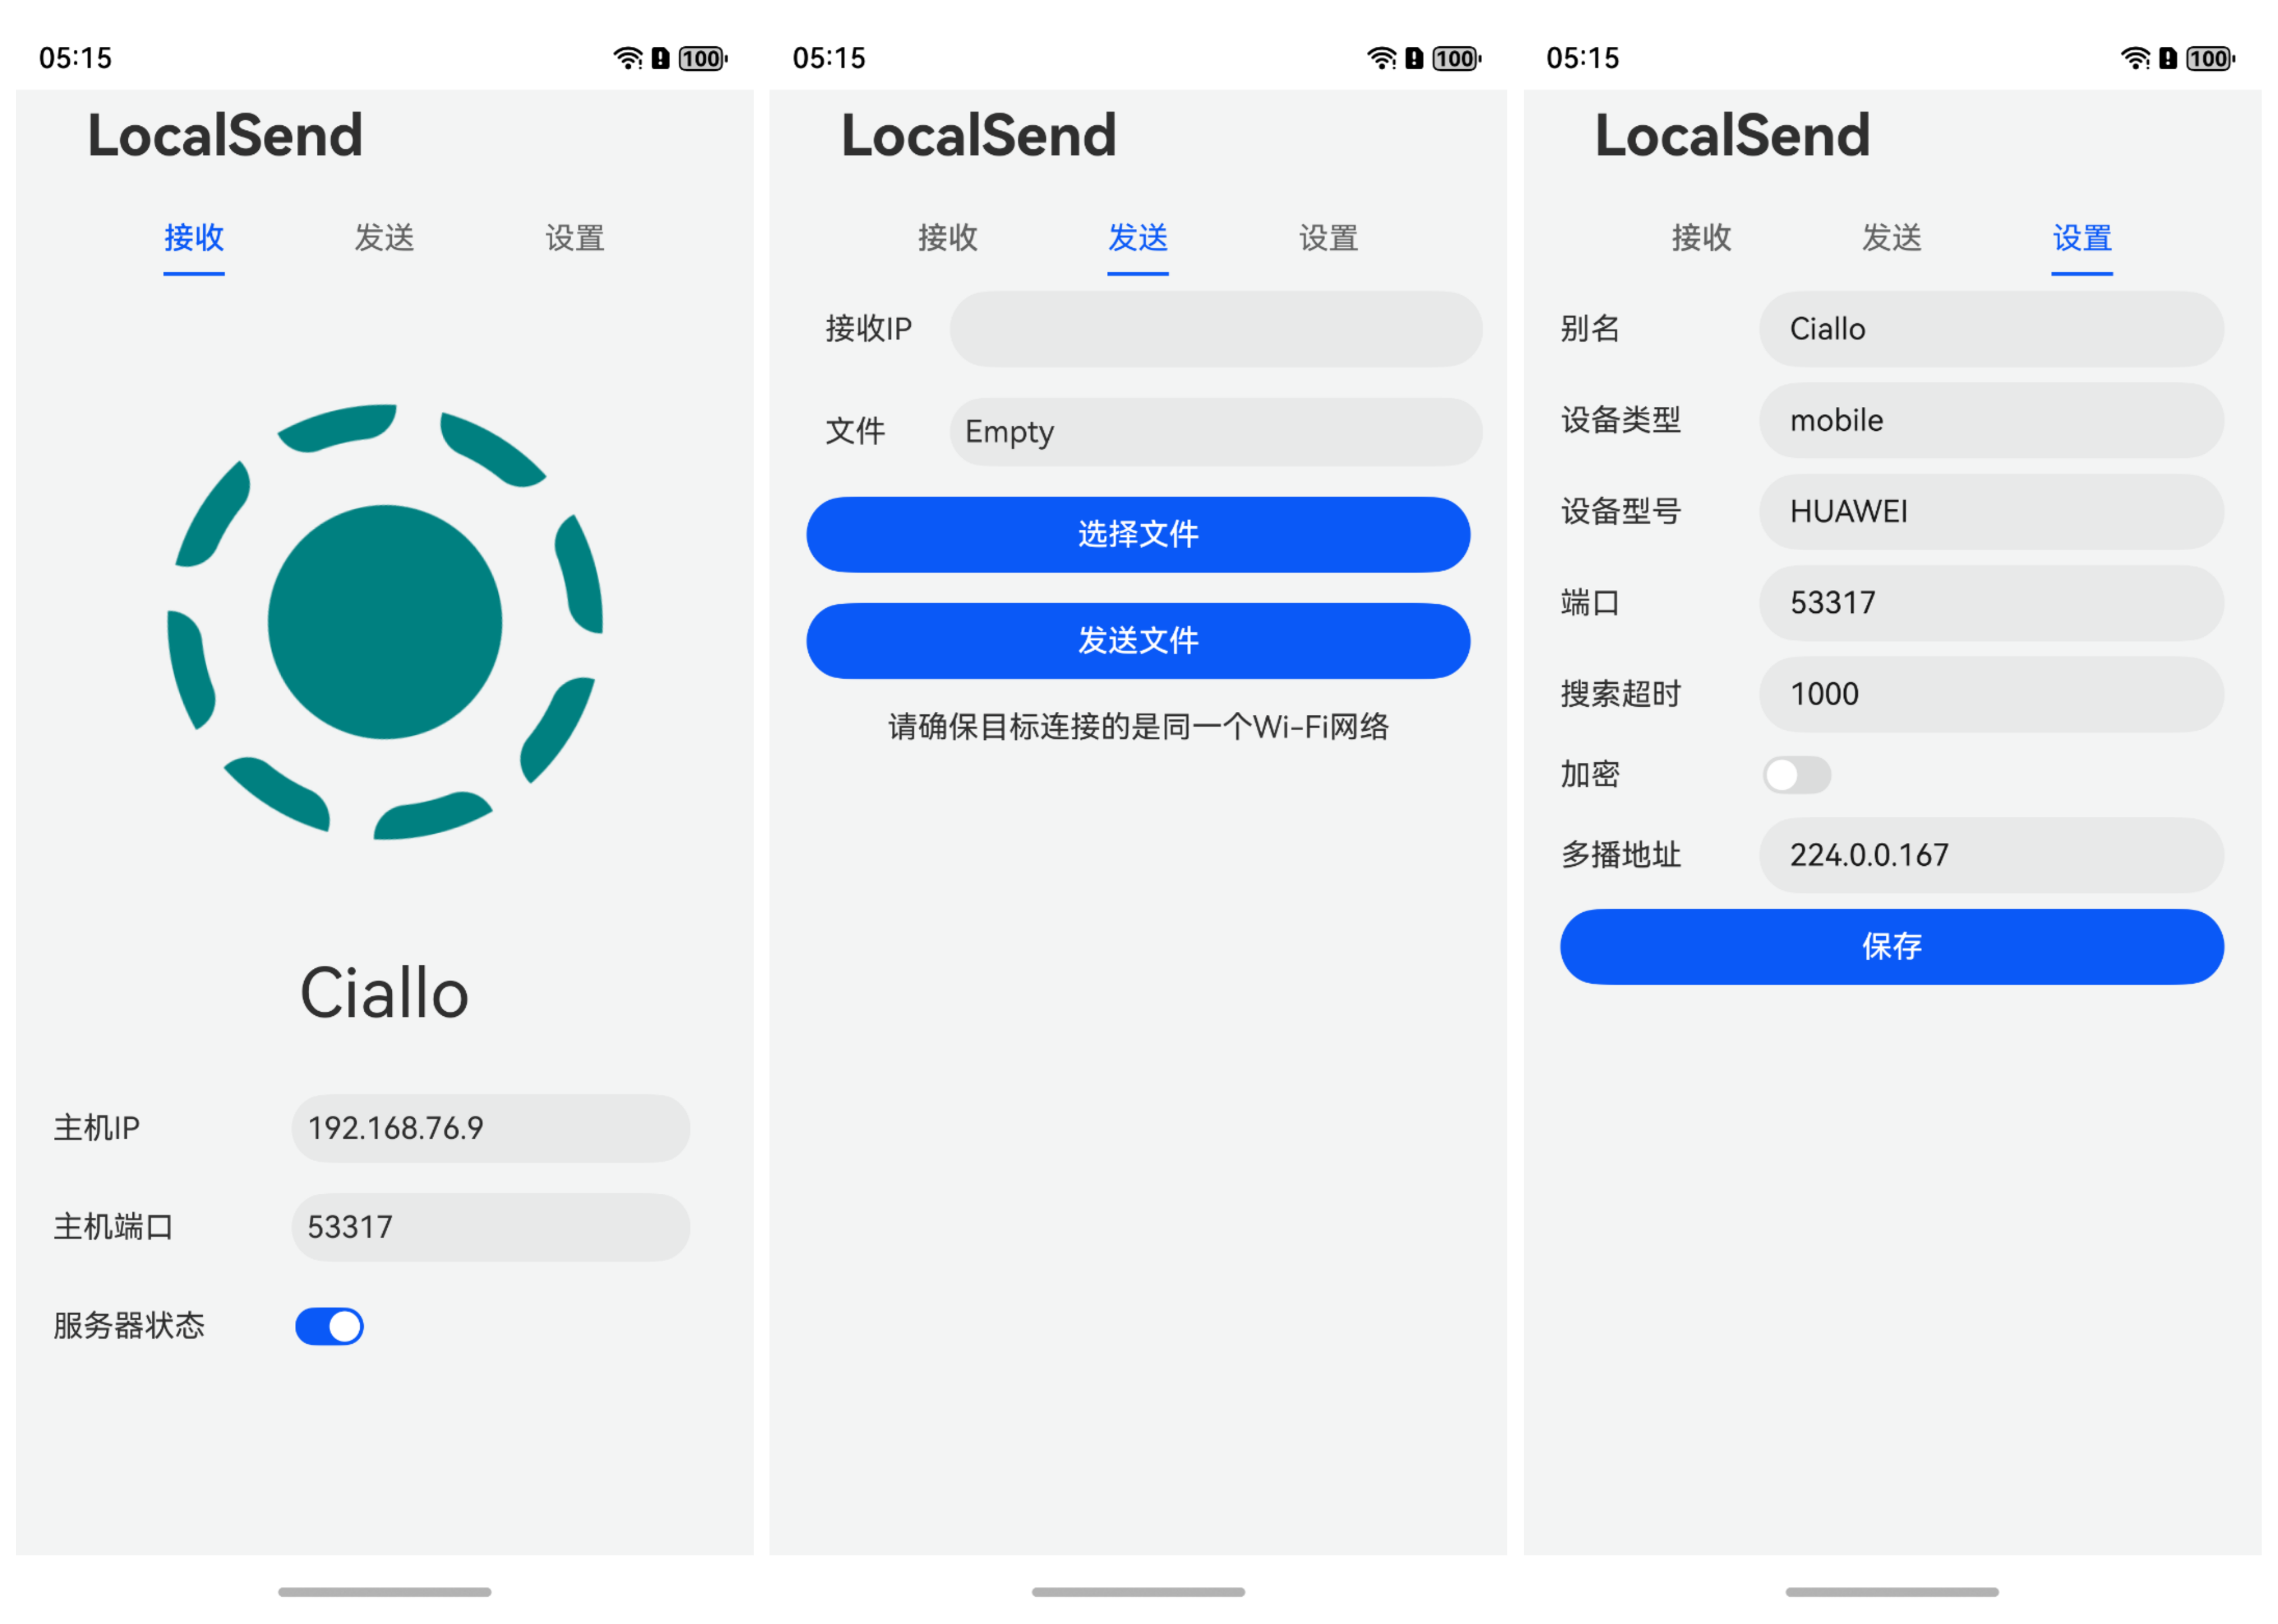 05:15
100
LocalSend
接收 发送 设置
Ciallo
主机IP 192.168.76.9
主机端口 53317
服务器状态
05:15
100
LocalSend
接收 发送 设置
接收IP
文件 Empty
选择文件
发送文件
请确保目标连接的是同一个Wi-Fi网络
05:15
100
LocalSend
接收 发送 设置
别名 Ciallo
设备类型 mobile
设备型号 HUAWEI
端口 53317
搜索超时 1000
加密
多播地址 224.0.0.167
保存